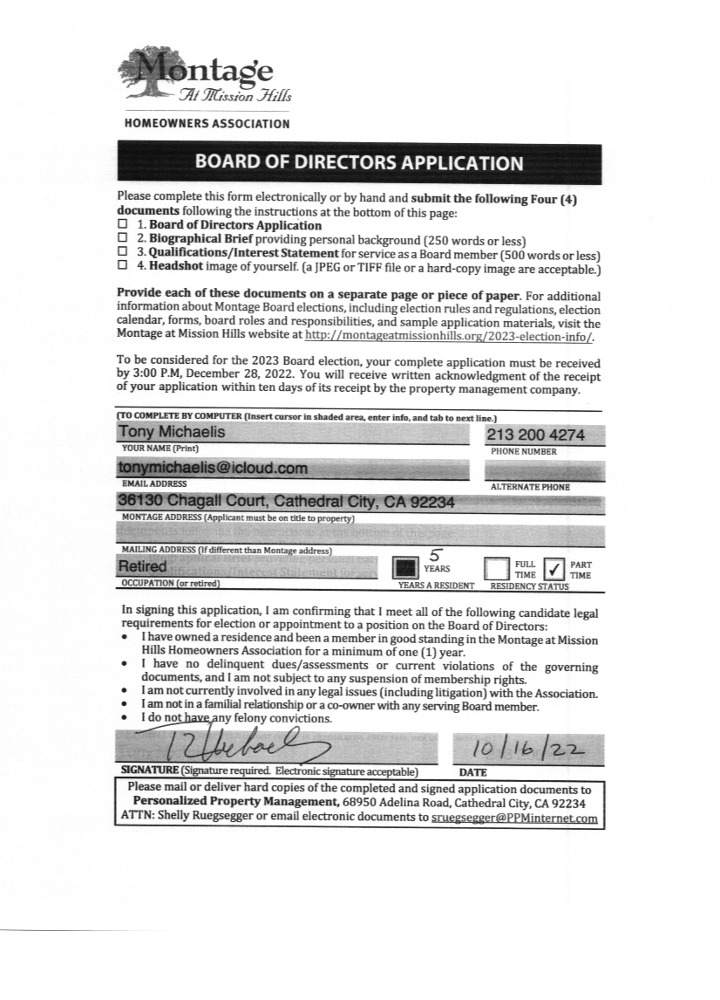 Montage
At Mission Hills
HOMEOWNERS ASSOCIATION
BOARD OF DIRECTORS APPLICATION
Please complete this form electronically or by hand and submit the following Four (4)
documents following the instructions at the bottom of this page:
☐ 1. Board of Directors Application
☐ 2. Biographical Brief providing personal background (250 words or less)
☐ 3. Qualifications/Interest Statement for service as a Board member (500 words or less)
☐ 4. Headshot image of yourself. (a JPEG or TIFF file or a hard-copy image are acceptable.)
Provide each of these documents on a separate page or piece of paper. For additional
information about Montage Board elections, including election rules and regulations, election
calendar, forms, board roles and responsibilities, and sample application materials, visit the
Montage at Mission Hills website at http://montageatmissionhills.org/2023-election-info/.
To be considered for the 2023 Board election, your complete application must be received
by 3:00 P.M, December 28, 2022. You will receive written acknowledgment of the receipt
of your application within ten days of its receipt by the property management company.
(TO COMPLETE BY COMPUTER (Insert cursor in shaded area, enter info, and tab to next line.)
Tony Michaelis 213 200 4274
YOUR NAME (Print) PHONE NUMBER
tonymichaelis@icloud.com
EMAIL ADDRESS ALTERNATE PHONE
36130 Chagall Court, Cathedral City, CA 92234
MONTAGE ADDRESS (Applicant must be on title to property)
MAILING ADDRESS (If different than Montage address)
Retired 5 YEARS FULL TIME ✓ PART TIME
OCCUPATION (or retired) YEARS A RESIDENT RESIDENCY STATUS
In signing this application, I am confirming that I meet all of the following candidate legal
requirements for election or appointment to a position on the Board of Directors:
• I have owned a residence and been a member in good standing in the Montage at Mission
Hills Homeowners Association for a minimum of one (1) year.
• I have no delinquent dues/assessments or current violations of the governing
documents, and I am not subject to any suspension of membership rights.
• I am not currently involved in any legal issues (including litigation) with the Association.
• I am not in a familial relationship or a co-owner with any serving Board member.
• I do not have any felony convictions.
10/16/22
SIGNATURE (Signature required. Electronic signature acceptable) DATE
Please mail or deliver hard copies of the completed and signed application documents to
Personalized Property Management, 68950 Adelina Road, Cathedral City, CA 92234
ATTN: Shelly Ruegsegger or email electronic documents to sruegsegger@PPMinternet.com